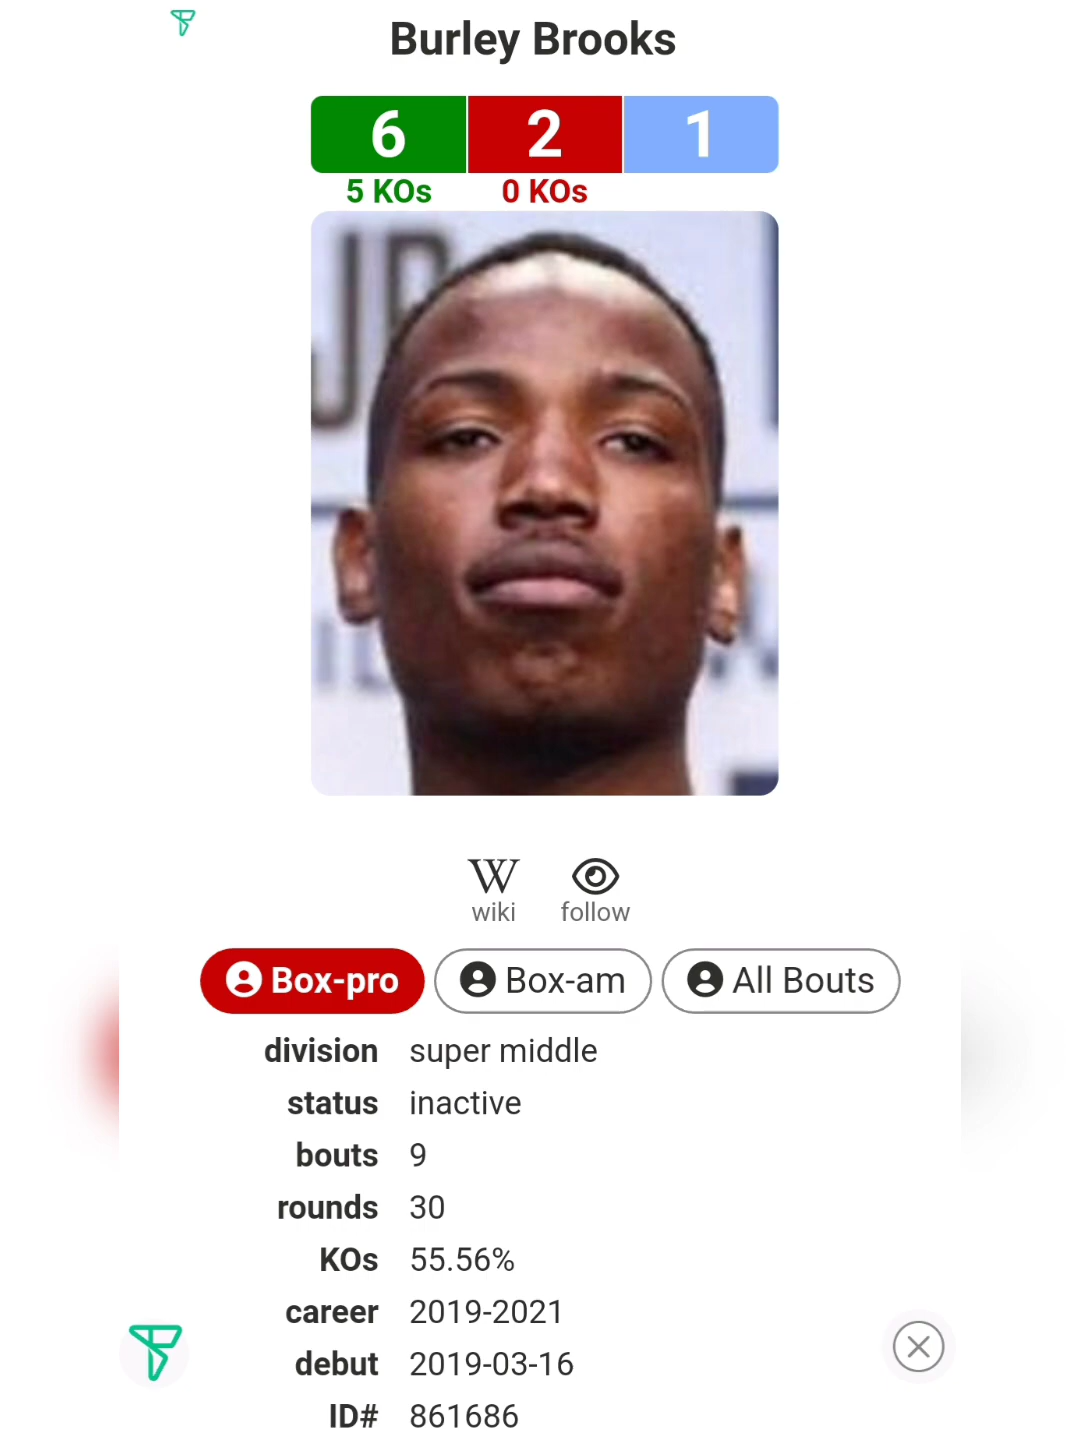 Burley Brooks
6 2 1
5 KOs 0 KOs
W
wiki follow
Box-pro Box-am All Bouts
division super middle
status inactive
bouts 9
rounds 30
KOs 55.56%
career 2019-2021
debut 2019-03-16
ID# 861686